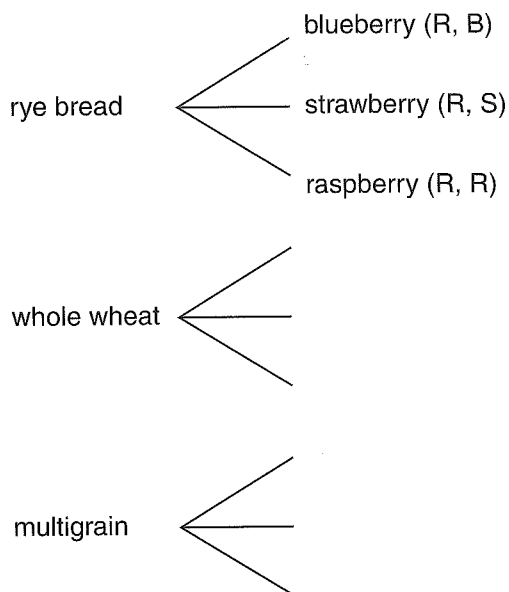 blueberry (R, B)
rye bread
strawberry (R, S)
raspberry (R, R)
whole wheat
multigrain